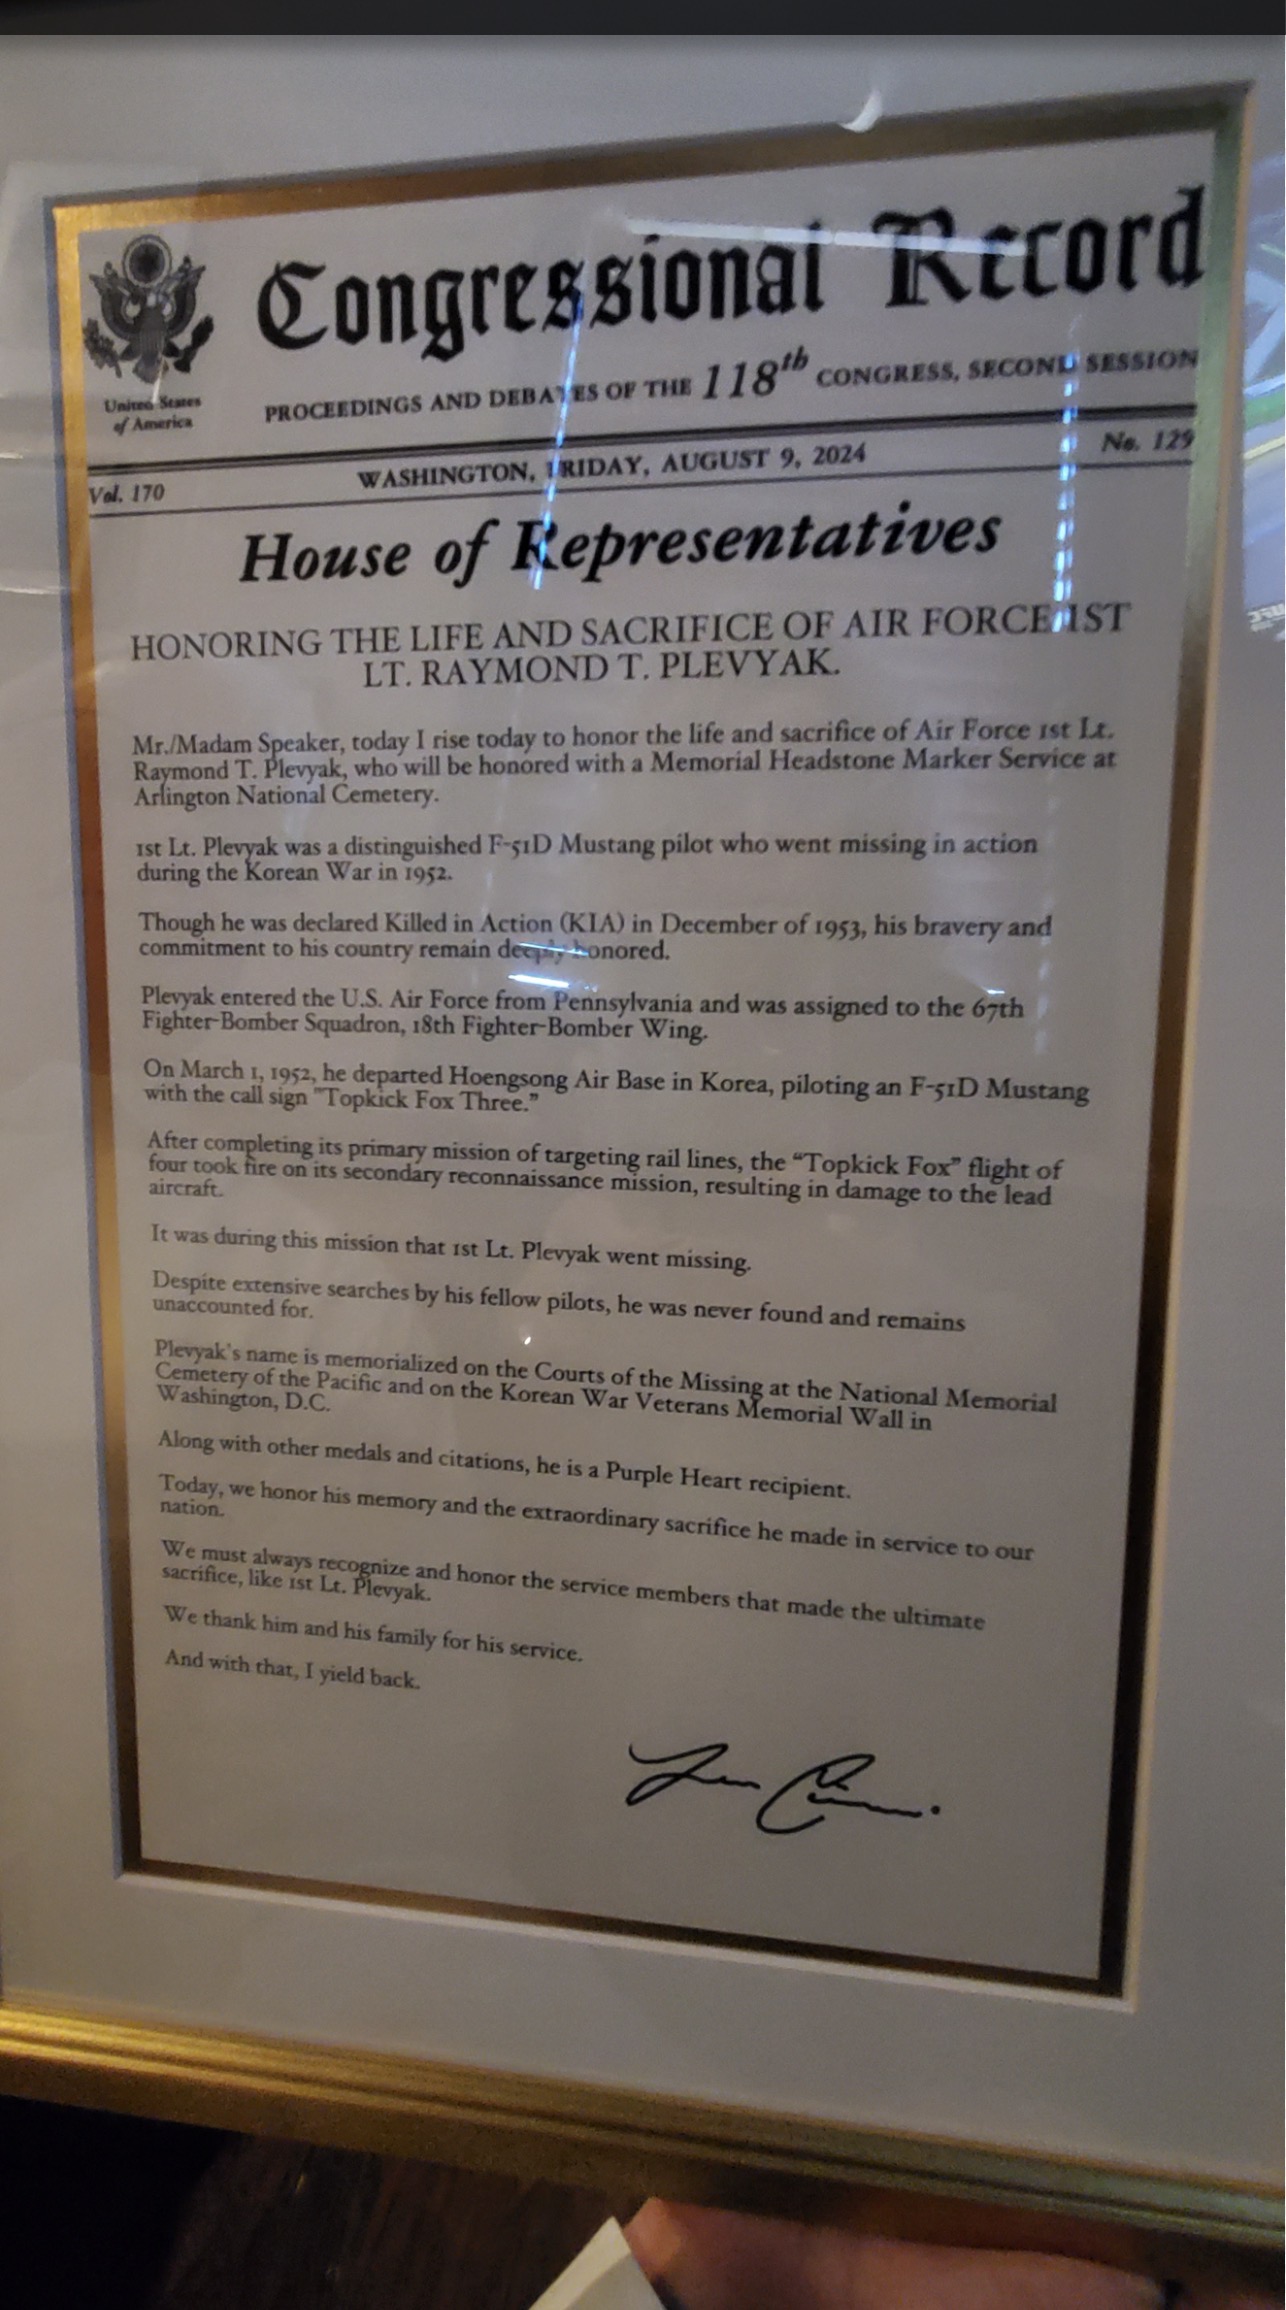 Congressional Record
United States
of America
PROCEEDINGS AND DEBATES OF THE 118th CONGRESS, SECOND SESSION
Vol. 170
WASHINGTON, FRIDAY, AUGUST 9, 2024
No. 129
House of Representatives
HONORING THE LIFE AND SACRIFICE OF AIR FORCE 1ST
LT. RAYMOND T. PLEVYAK.
Mr./Madam Speaker, today I rise today to honor the life and sacrifice of Air Force 1st Lt.
Raymond T. Plevyak, who will be honored with a Memorial Headstone Marker Service at
Arlington National Cemetery.
1st Lt. Plevyak was a distinguished F-51D Mustang pilot who went missing in action
during the Korean War in 1952.
Though he was declared Killed in Action (KIA) in December of 1953, his bravery and
commitment to his country remain deeply honored.
Plevyak entered the U.S. Air Force from Pennsylvania and was assigned to the 67th
Fighter-Bomber Squadron, 18th Fighter-Bomber Wing.
On March 1, 1952, he departed Hoengsong Air Base in Korea, piloting an F-51D Mustang
with the call sign "Topkick Fox Three."
After completing its primary mission of targeting rail lines, the “Topkick Fox” flight of
four took fire on its secondary reconnaissance mission, resulting in damage to the lead
aircraft.
It was during this mission that 1st Lt. Plevyak went missing.
Despite extensive searches by his fellow pilots, he was never found and remains
unaccounted for.
Plevyak's name is memorialized on the Courts of the Missing at the National Memorial
Cemetery of the Pacific and on the Korean War Veterans Memorial Wall in
Washington, D.C.
Along with other medals and citations, he is a Purple Heart recipient.
Today, we honor his memory and the extraordinary sacrifice he made in service to our
nation.
We must always recognize and honor the service members that made the ultimate
sacrifice, like 1st Lt. Plevyak.
We thank him and his family for his service.
And with that, I yield back.